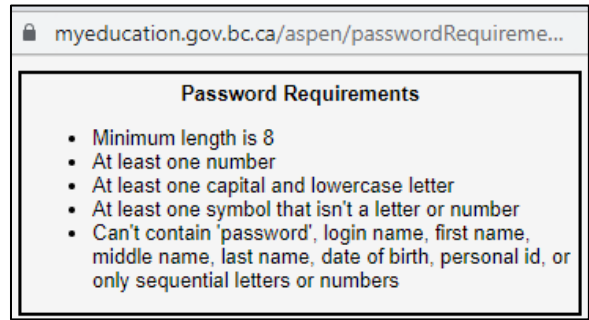 myeducation.gov.bc.ca/aspen/passwordRequireme...
Password Requirements
• Minimum length is 8
• At least one number
• At least one capital and lowercase letter
• At least one symbol that isn't a letter or number
• Can't contain 'password', login name, first name,
middle name, last name, date of birth, personal id, or
only sequential letters or numbers